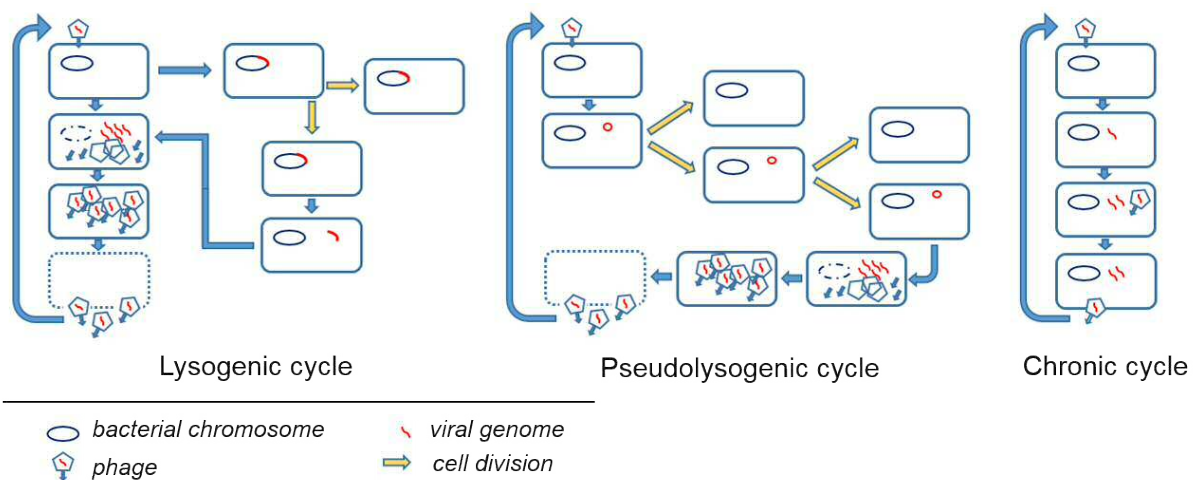 Lysogenic cycle
Pseudolysogenic cycle
Chronic cycle
bacterial chromosome
viral genome
phage
cell division